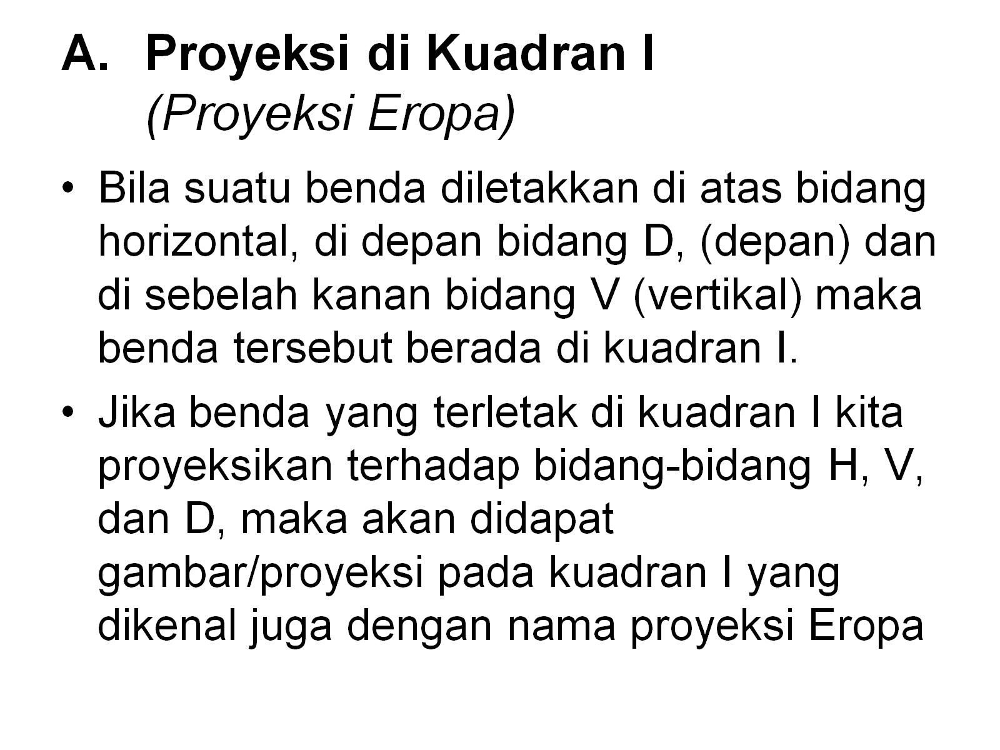 A. Proyeksi di Kuadran I
(Proyeksi Eropa)
• Bila suatu benda diletakkan di atas bidang
horizontal, di depan bidang D, (depan) dan
di sebelah kanan bidang V (vertikal) maka
benda tersebut berada di kuadran I.
• Jika benda yang terletak di kuadran I kita
proyeksikan terhadap bidang-bidang H, V,
dan D, maka akan didapat
gambar/proyeksi pada kuadran I yang
dikenal juga dengan nama proyeksi Eropa